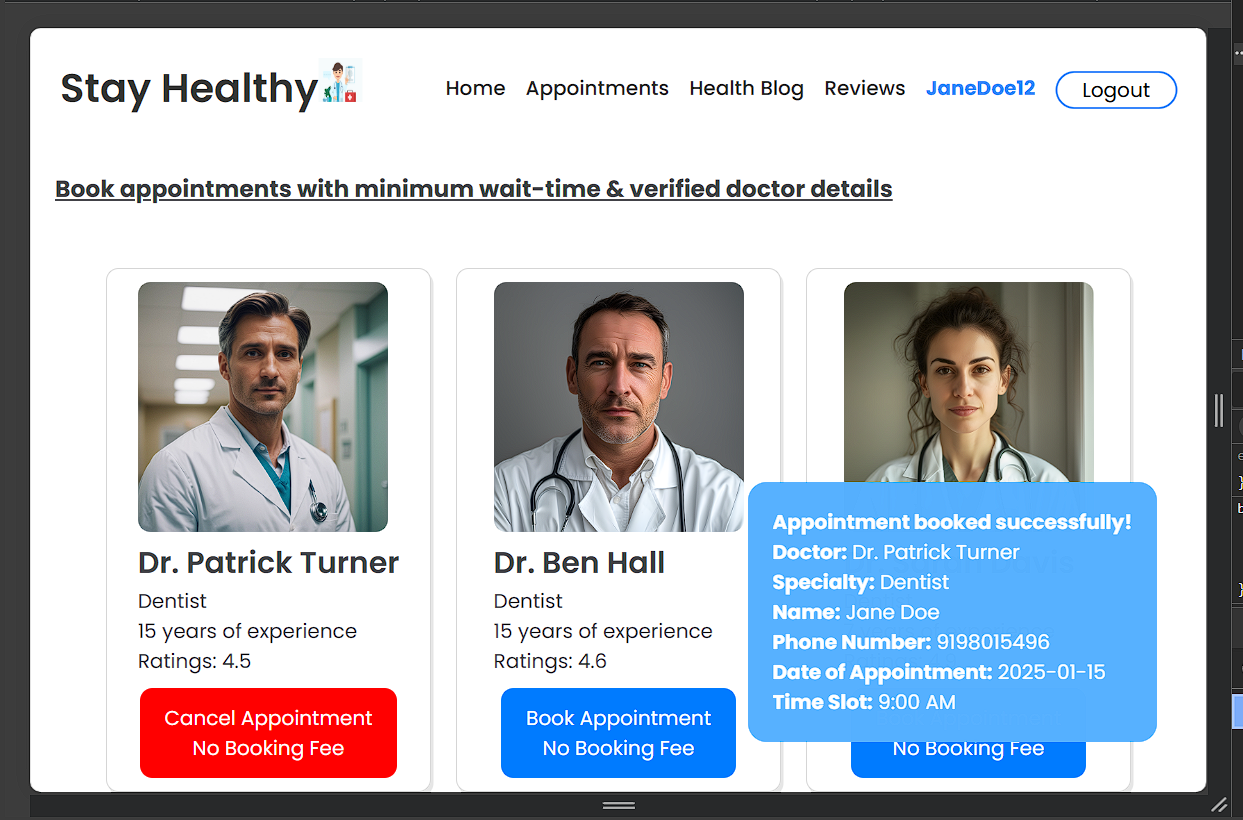 Stay Healthy
Home Appointments Health Blog Reviews JaneDoe12 Logout
Book appointments with minimum wait-time & verified doctor details
Dr. Patrick Turner
Dentist
15 years of experience
Ratings: 4.5
Cancel Appointment
No Booking Fee
Dr. Ben Hall
Dentist
15 years of experience
Ratings: 4.6
Book Appointment
No Booking Fee
Appointment booked successfully!
Doctor: Dr. Patrick Turner
Specialty: Dentist
Name: Jane Doe
Phone Number: 9198015496
Date of Appointment: 2025-01-15
Time Slot: 9:00 AM
No Booking Fee